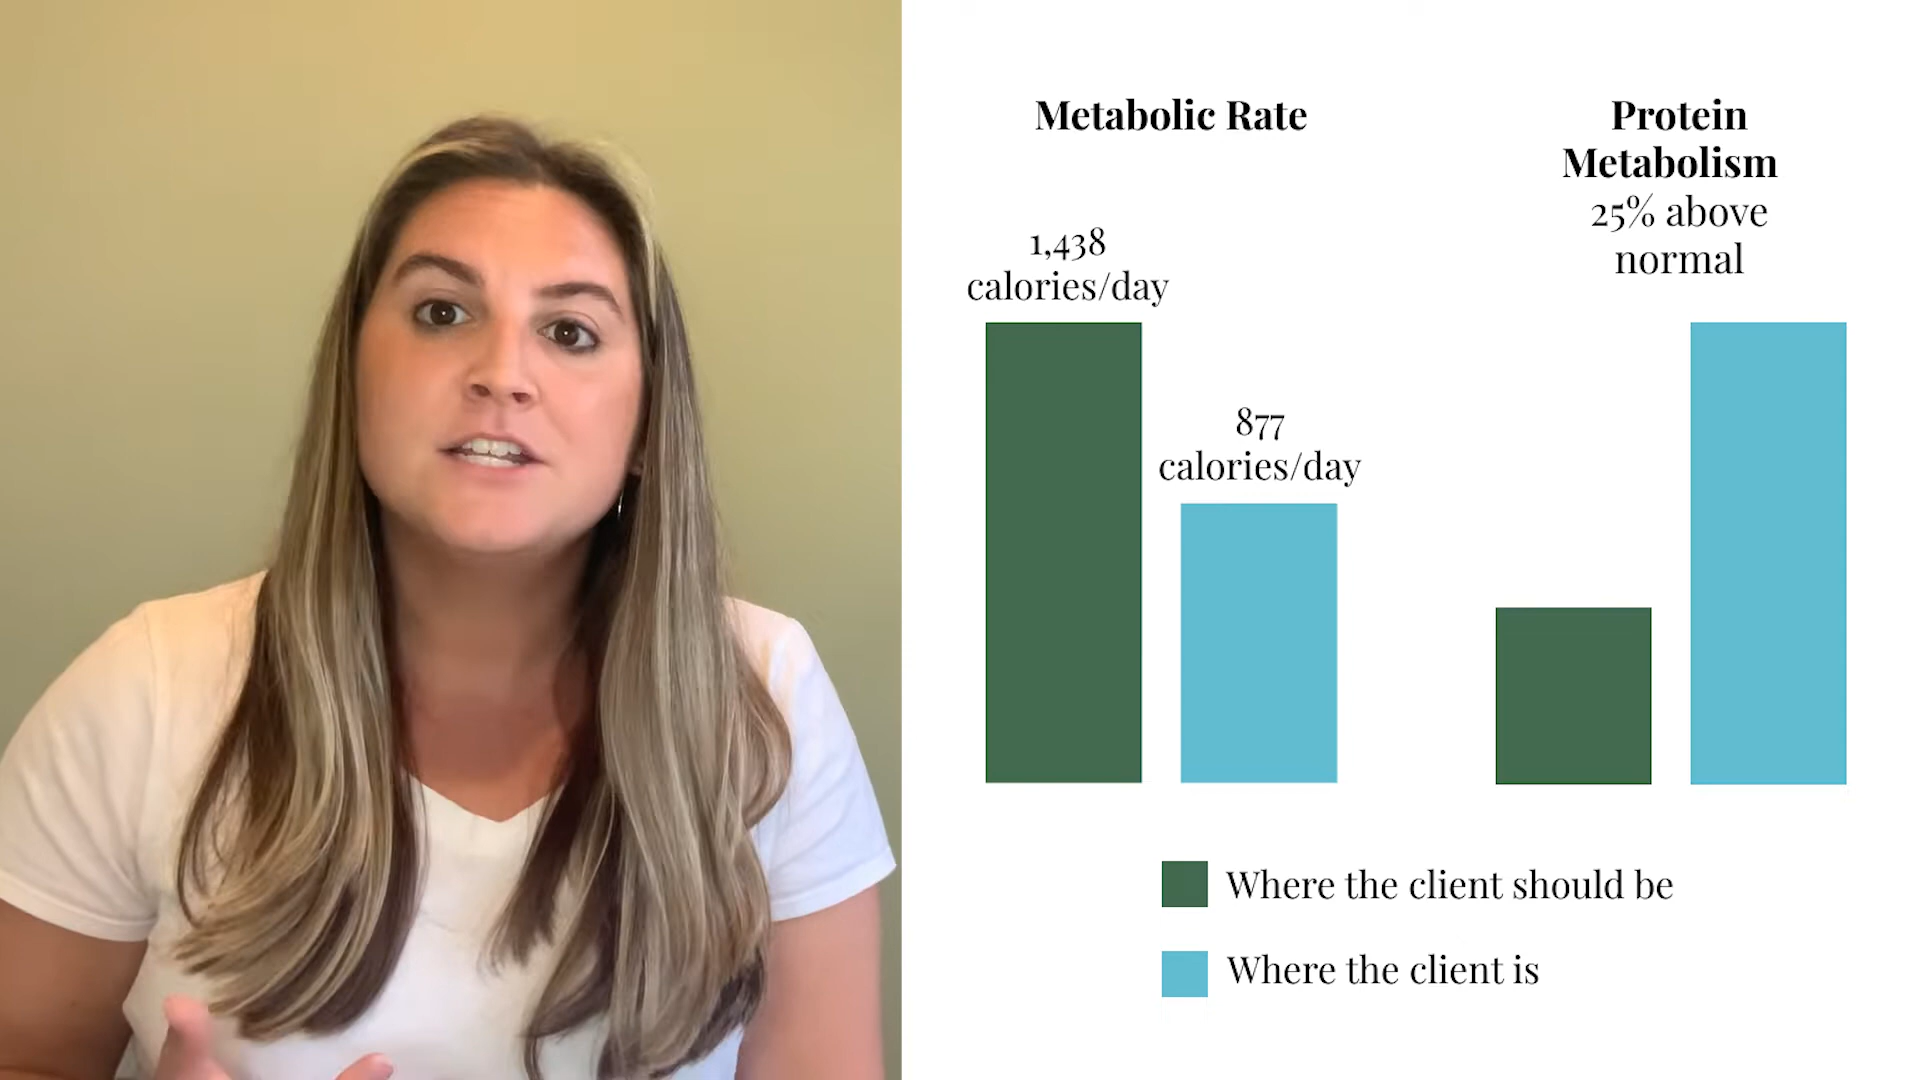 Metabolic Rate
1,438
calories/day
877
calories/day
Protein
Metabolism
25% above
normal
Where the client should be
Where the client is